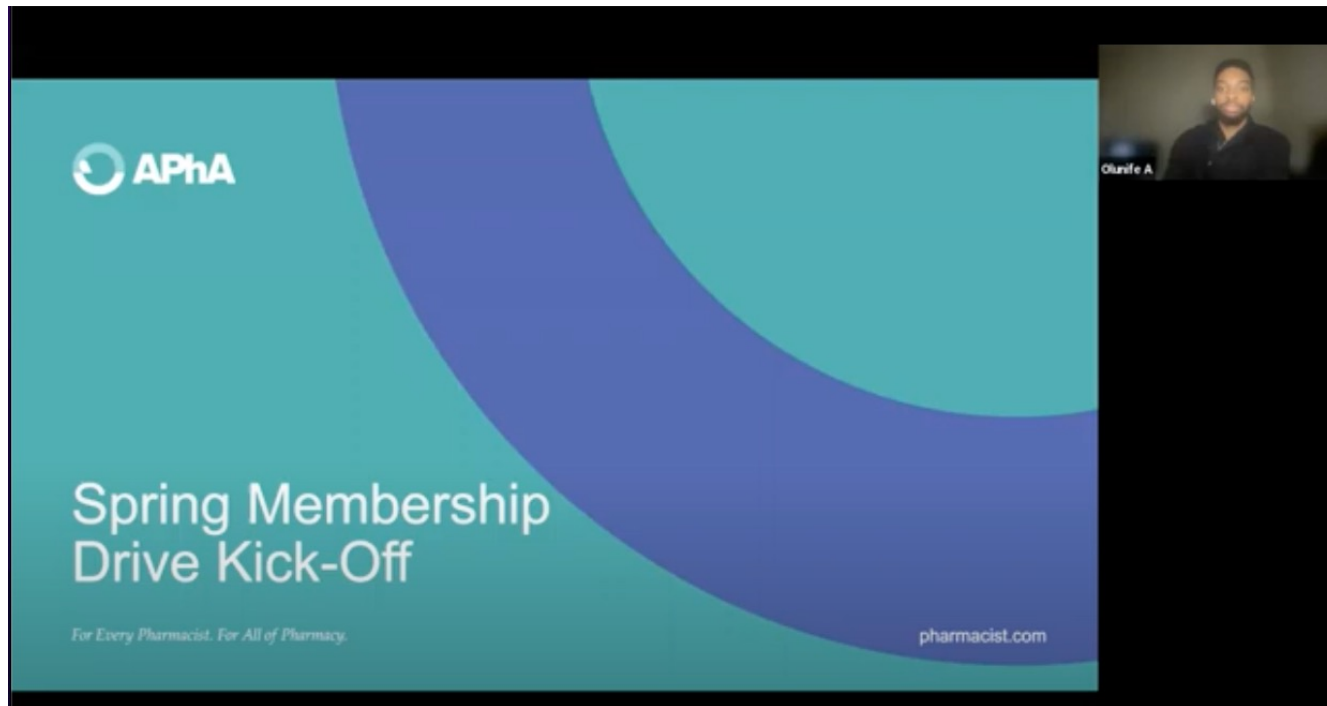 APhA
Olunife A
Spring Membership
Drive Kick-Off
For Every Pharmacist. For All of Pharmacy.
pharmacist.com